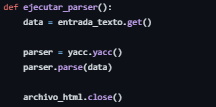 def ejecutar_parser():
    data = entrada_texto.get()

    parser = yacc.yacc()
    parser.parse(data)

    archivo_html.close()